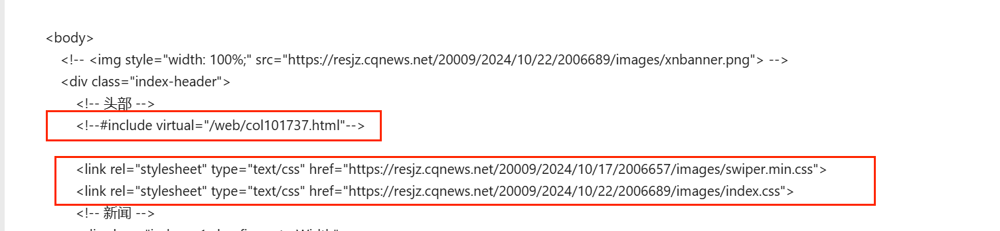 <body>
<!-- <img style="width: 100%;" src="https://resjz.cqnews.net/20009/2024/10/22/2006689/images/xnbanner.png"> -->
<div class="index-header">
<!-- 头部 -->
<!--#include virtual="/web/col101737.html"-->
<link rel="stylesheet" type="text/css" href="https://resjz.cqnews.net/20009/2024/10/17/2006657/images/swiper.min.css">
<link rel="stylesheet" type="text/css" href="https://resjz.cqnews.net/20009/2024/10/22/2006689/images/index.css">
<!-- 新闻 -->